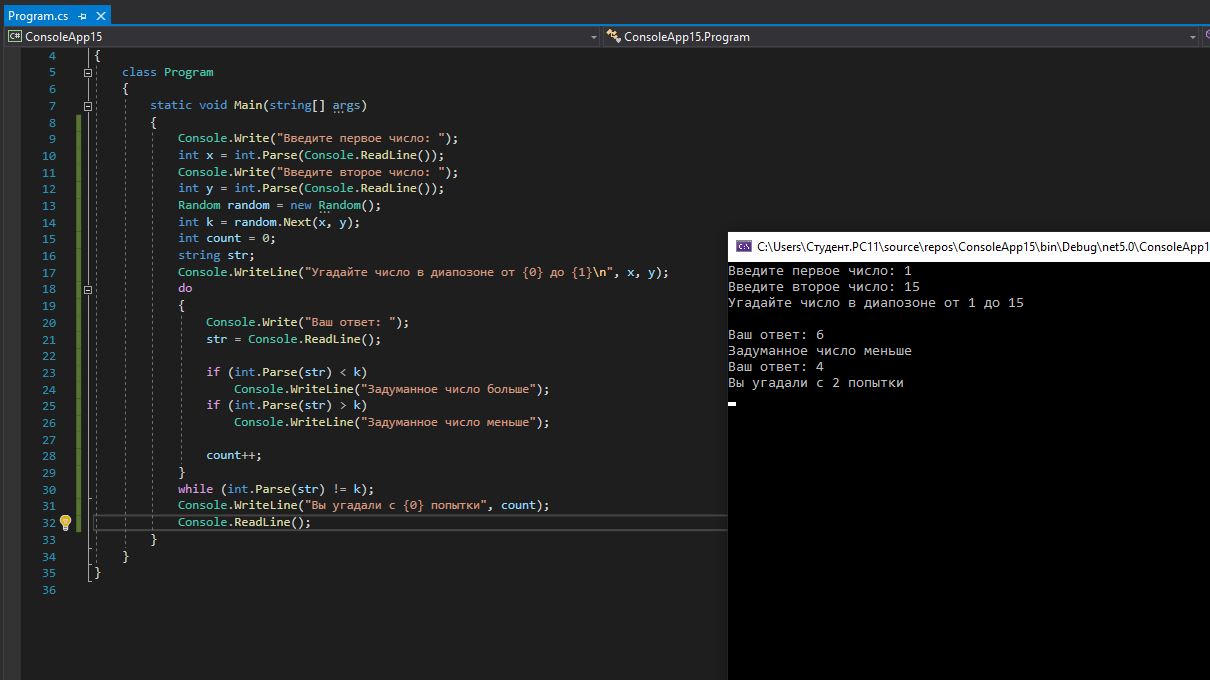 Program.cs
C# ConsoleApp15
ConsoleApp15.Program
4 {
5 class Program
6 {
7 static void Main(string[] args)
8 {
9 Console.Write("Введите первое число: ");
10 int x = int.Parse(Console.ReadLine());
11 Console.Write("Введите второе число: ");
12 int y = int.Parse(Console.ReadLine());
13 Random random = new Random();
14 int k = random.Next(x, y);
15 int count = 0;
16 string str;
17 Console.WriteLine("Угадайте число в диапозоне от {0} до {1}\n", x, y);
18 do
19 {
20 Console.Write("Ваш ответ: ");
21 str = Console.ReadLine();
22
23 if (int.Parse(str) < k)
24 Console.WriteLine("Задуманное число больше");
25 if (int.Parse(str) > k)
26 Console.WriteLine("Задуманное число меньше");
27
28 count++;
29 }
30 while (int.Parse(str) != k);
31 Console.WriteLine("Вы угадали с {0} попытки", count);
32 Console.ReadLine();
33 }
34 }
35 }
36
C:\Users\Студент.PC11\source\repos\ConsoleApp15\bin\Debug\net5.0\ConsoleApp1
Введите первое число: 1
Введите второе число: 15
Угадайте число в диапозоне от 1 до 15
Ваш ответ: 6
Задуманное число меньше
Ваш ответ: 4
Вы угадали с 2 попытки